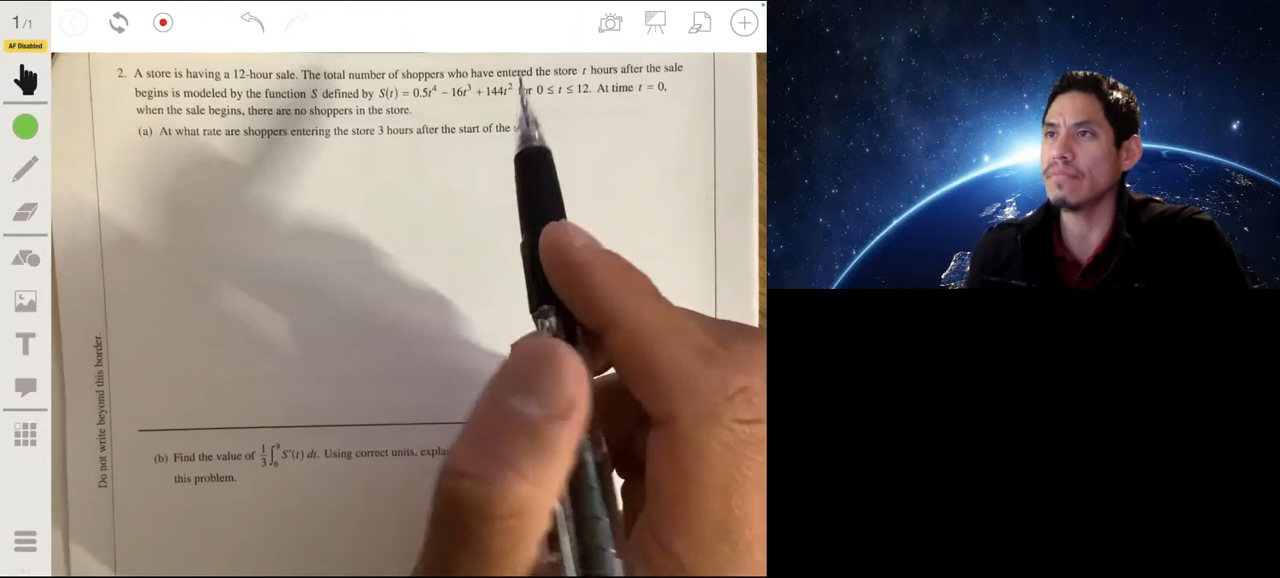 1/1
AF Disabled
2. A store is having a 12-hour sale. The total number of shoppers who have entered the store t hours after the sale
begins is modeled by the function S defined by S(t) = 0.5t⁴ − 16t³ + 144t² for 0 ≤ t ≤ 12. At time t = 0,
when the sale begins, there are no shoppers in the store.
(a) At what rate are shoppers entering the store 3 hours after the start of the
Do not write beyond this border.
(b) Find the value of 1/3 ∫₆⁹ S′(t) dt. Using correct units,
this problem.
T